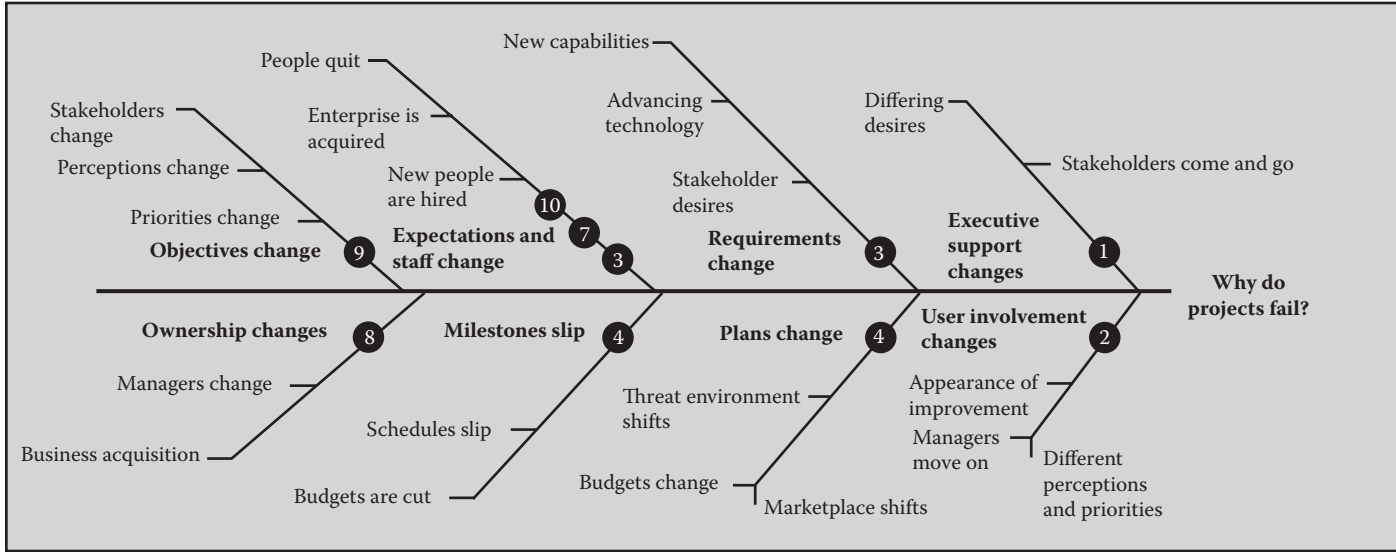 New capabilities
People quit
Advancing
technology
Differing
desires
Stakeholders
change
Enterprise is
acquired
Perceptions change
New people
are hired
Stakeholder
desires
Stakeholders come and go
Priorities change
10
7
3
Objectives change
9
Expectations and
staff change
Requirements
change
3
Executive
support
changes
1
Why do
projects fail?
Ownership changes
8
Milestones slip
4
Plans change
4
User involvement
changes
2
Managers change
Business acquisition
Schedules slip
Budgets are cut
Threat environment
shifts
Budgets change
Marketplace shifts
Appearance of
improvement
Managers
move on
Different
perceptions
and priorities